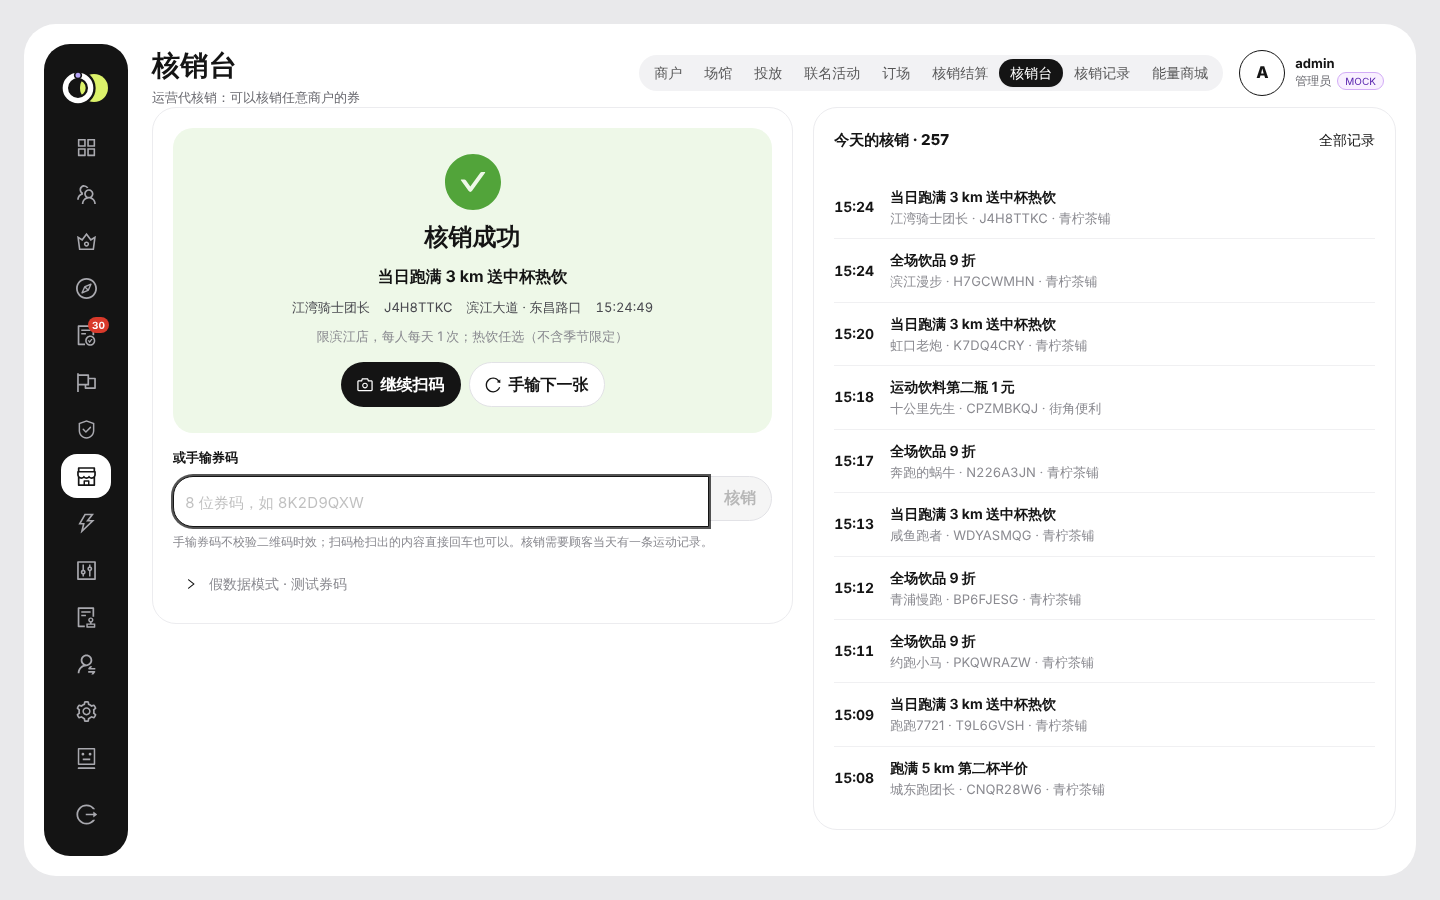 核销台
运营代核销：可以核销任意商户的券
商户 场馆 投放 联名活动 订场 核销结算 核销台 核销记录 能量商城
A
admin
管理员 MOCK
30
核销成功
当日跑满 3 km 送中杯热饮
江湾骑士团长 J4H8TTKC 滨江大道 · 东昌路口 15:24:49
限滨江店，每人每天 1 次；热饮任选（不含季节限定）
继续扫码 手输下一张
或手输券码
8 位券码，如 8K2D9QXW 核销
手输券码不校验二维码时效；扫码枪扫出的内容直接回车也可以。核销需要顾客当天有一条运动记录。
假数据模式 · 测试券码
今天的核销 · 257 全部记录
15:24 当日跑满 3 km 送中杯热饮
江湾骑士团长 · J4H8TTKC · 青柠茶铺
15:24 全场饮品 9 折
滨江漫步 · H7GCWMHN · 青柠茶铺
15:20 当日跑满 3 km 送中杯热饮
虹口老炮 · K7DQ4CRY · 青柠茶铺
15:18 运动饮料第二瓶 1 元
十公里先生 · CPZMBKQJ · 街角便利
15:17 全场饮品 9 折
奔跑的蜗牛 · N226A3JN · 青柠茶铺
15:13 当日跑满 3 km 送中杯热饮
咸鱼跑者 · WDYASMQG · 青柠茶铺
15:12 全场饮品 9 折
青浦慢跑 · BP6FJESG · 青柠茶铺
15:11 全场饮品 9 折
约跑小马 · PKQWRAZW · 青柠茶铺
15:09 当日跑满 3 km 送中杯热饮
跑跑7721 · T9L6GVSH · 青柠茶铺
15:08 跑满 5 km 第二杯半价
城东跑团长 · CNQR28W6 · 青柠茶铺